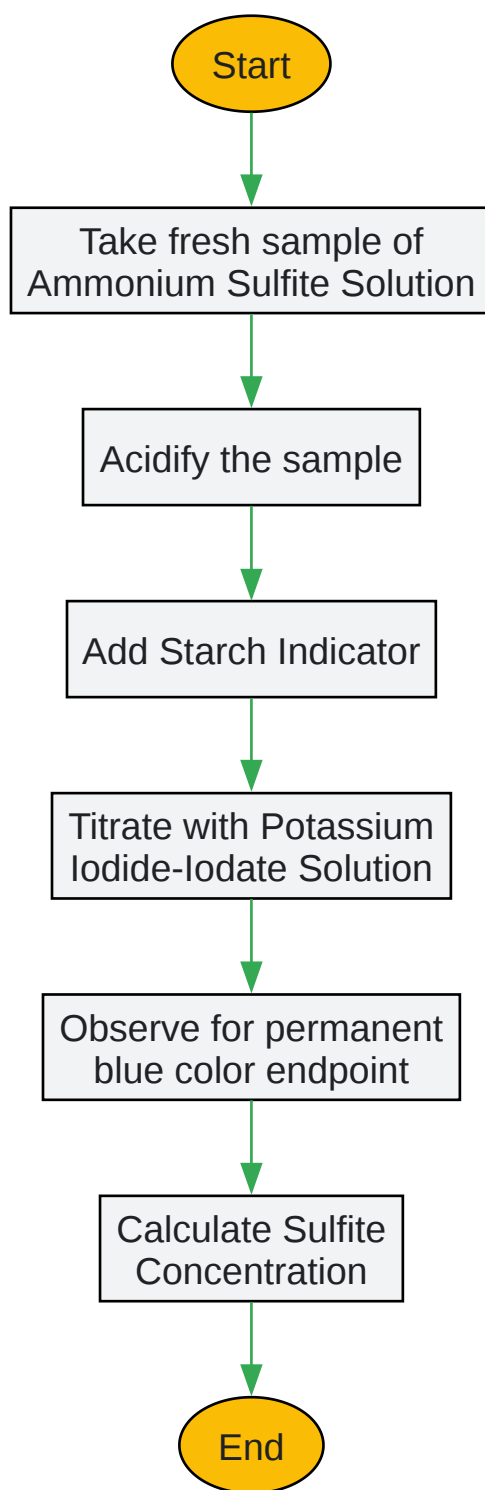 Start
Take fresh sample of
Ammonium Sulfite Solution
Acidify the sample
Add Starch Indicator
Titrate with Potassium
Iodide-Iodate Solution
Observe for permanent
blue color endpoint
Calculate Sulfite
Concentration
End